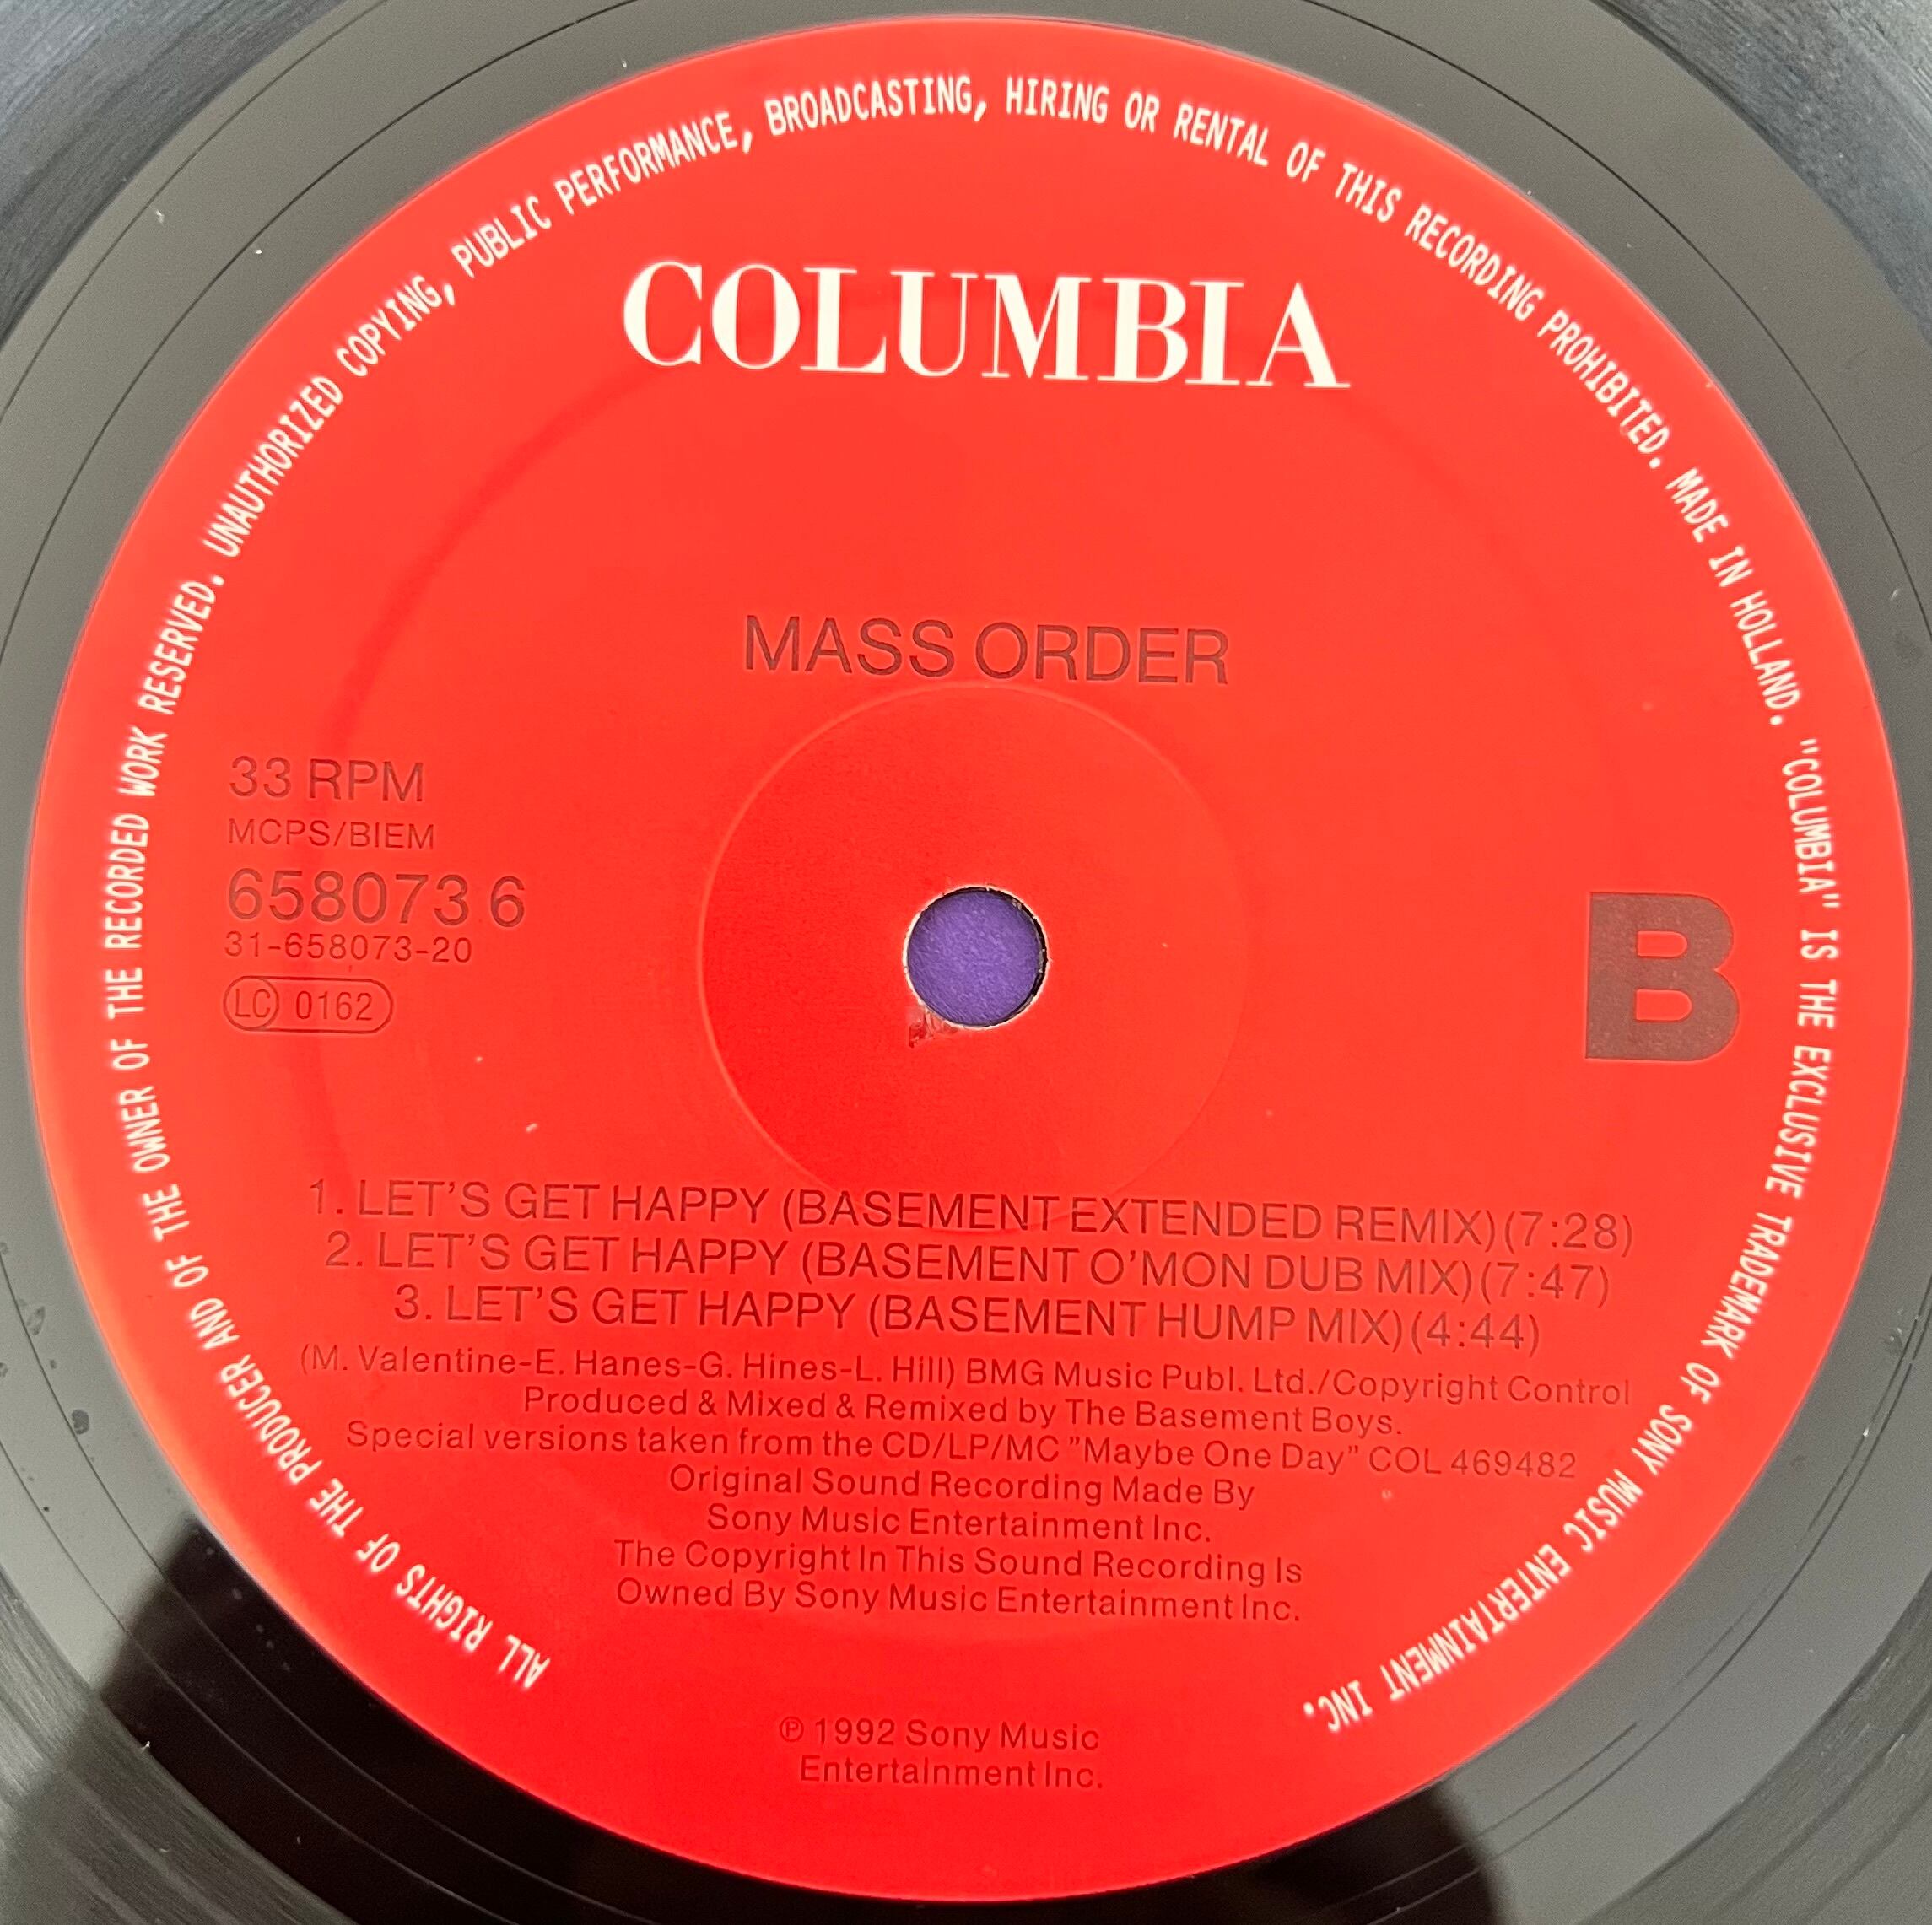 ALL RIGHTS OF THE PRODUCER AND OF THE OWNER OF THE RECORDED WORK RESERVED. UNAUTHORIZED COPYING, PUBLIC PERFORMANCE, BROADCASTING, HIRING OR RENTAL OF THIS RECORDING PROHIBITED. MADE IN HOLLAND. "COLUMBIA" IS THE EXCLUSIVE TRADEMARK OF SONY MUSIC ENTERTAINMENT INC.
COLUMBIA
MASS ORDER
33 RPM
MCPS/BIEM
658073 6
31-658073-20
LC 0162
B
1. LET'S GET HAPPY (BASEMENT EXTENDED REMIX) (7:28)
2. LET'S GET HAPPY (BASEMENT O'MON DUB MIX) (7:47)
3. LET'S GET HAPPY (BASEMENT HUMP MIX) (4:44)
(M. Valentine-E. Hanes-G. Hines-L. Hill) BMG Music Publ. Ltd./Copyright Control
Produced & Mixed & Remixed by The Basement Boys.
Special versions taken from the CD/LP/MC "Maybe One Day" COL 469482
Original Sound Recording Made By
Sony Music Entertainment Inc.
The Copyright In This Sound Recording Is
Owned By Sony Music Entertainment Inc.
℗ 1992 Sony Music
Entertainment Inc.